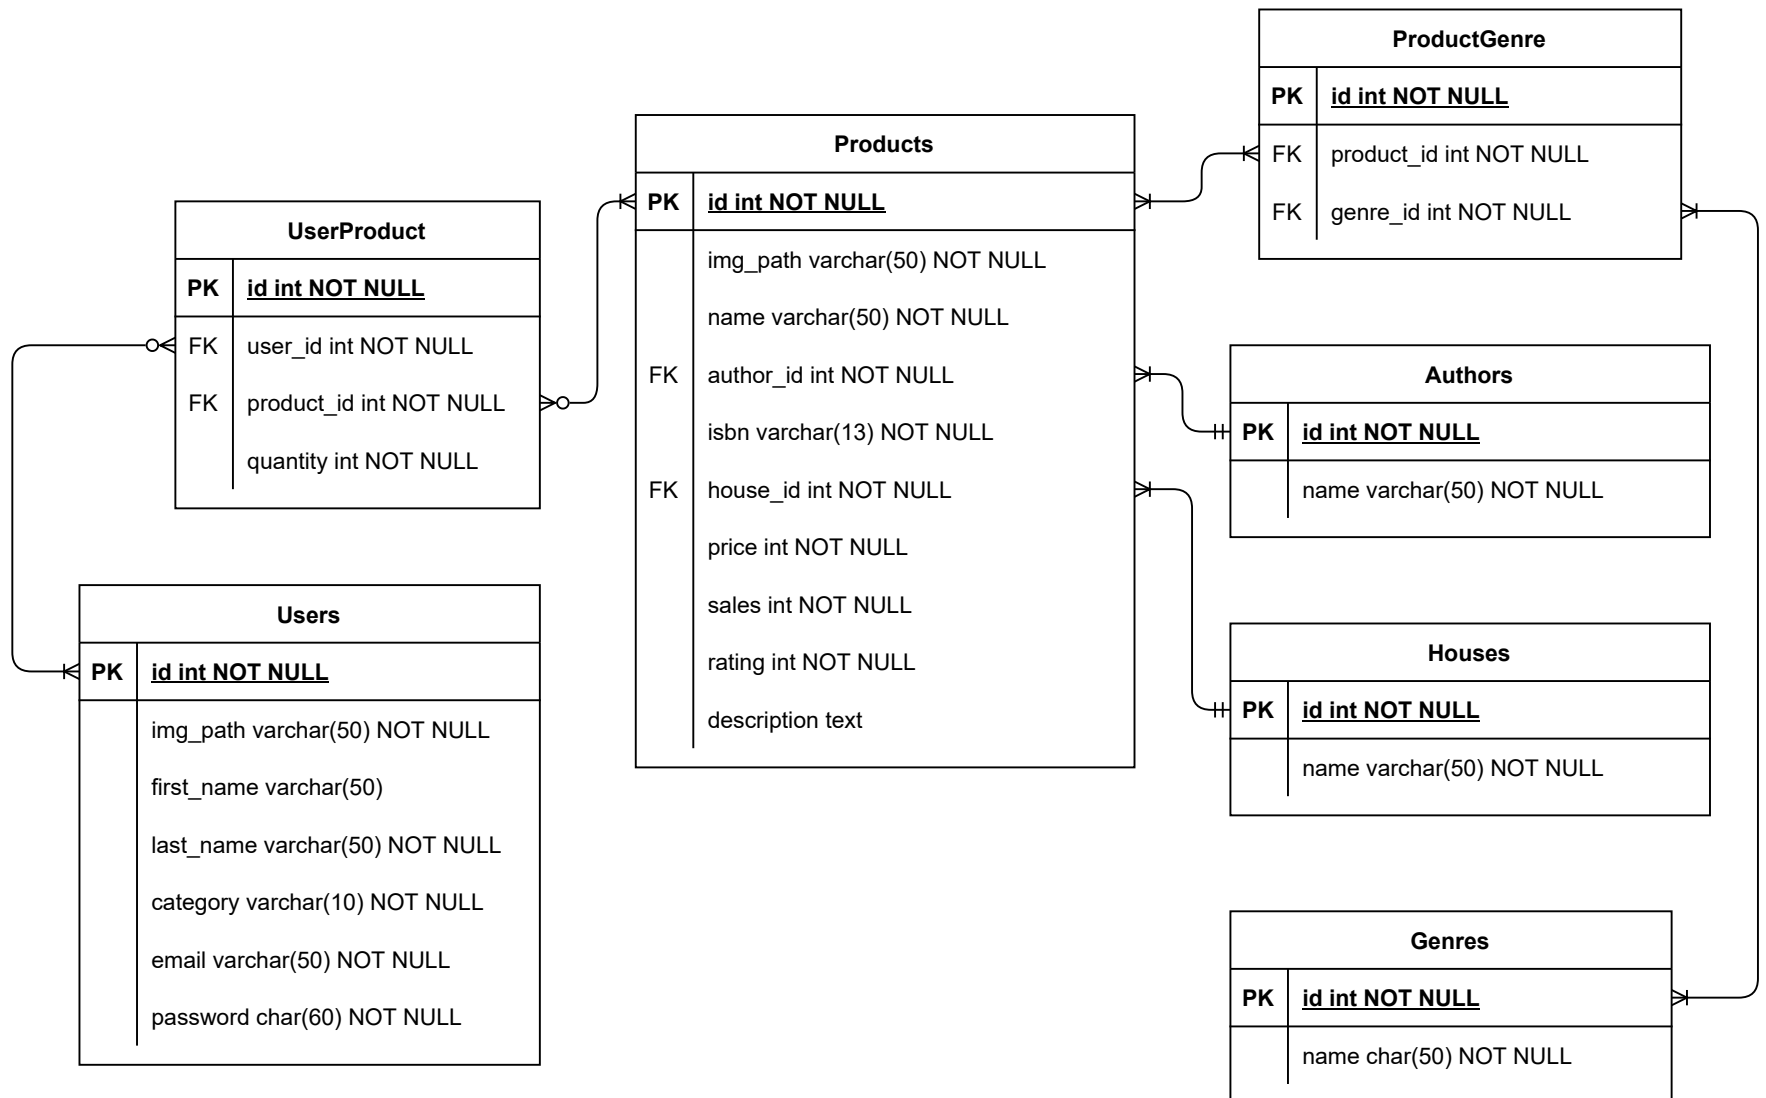 ProductGenre
PK id int NOT NULL
FK product_id int NOT NULL
FK genre_id int NOT NULL
Products
PK id int NOT NULL
img_path varchar(50) NOT NULL
name varchar(50) NOT NULL
FK author_id int NOT NULL
isbn varchar(13) NOT NULL
FK house_id int NOT NULL
price int NOT NULL
sales int NOT NULL
rating int NOT NULL
description text
UserProduct
PK id int NOT NULL
FK user_id int NOT NULL
FK product_id int NOT NULL
quantity int NOT NULL
Authors
PK id int NOT NULL
name varchar(50) NOT NULL
Users
PK id int NOT NULL
img_path varchar(50) NOT NULL
first_name varchar(50)
last_name varchar(50) NOT NULL
category varchar(10) NOT NULL
email varchar(50) NOT NULL
password char(60) NOT NULL
Houses
PK id int NOT NULL
name varchar(50) NOT NULL
Genres
PK id int NOT NULL
name char(50) NOT NULL